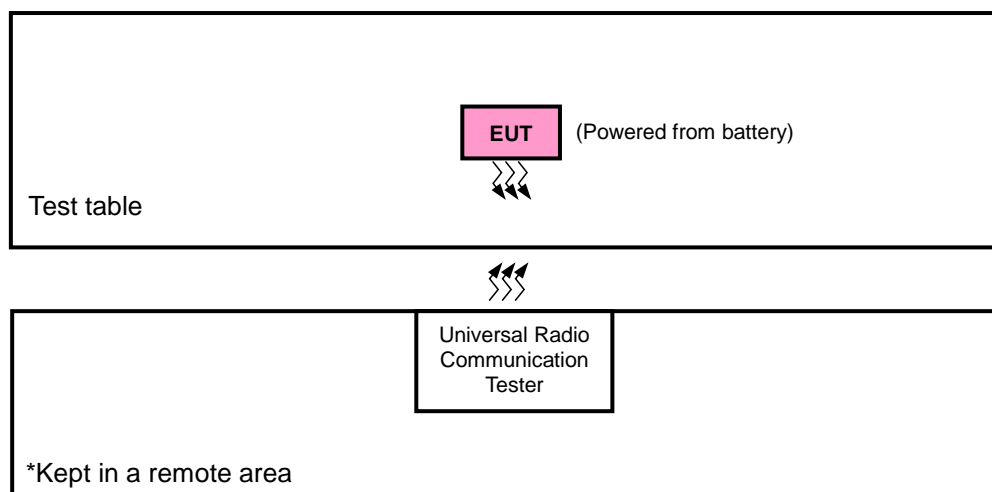 EUT
(Powered from battery)
Test table
Universal Radio
Communication
Tester
*Kept in a remote area